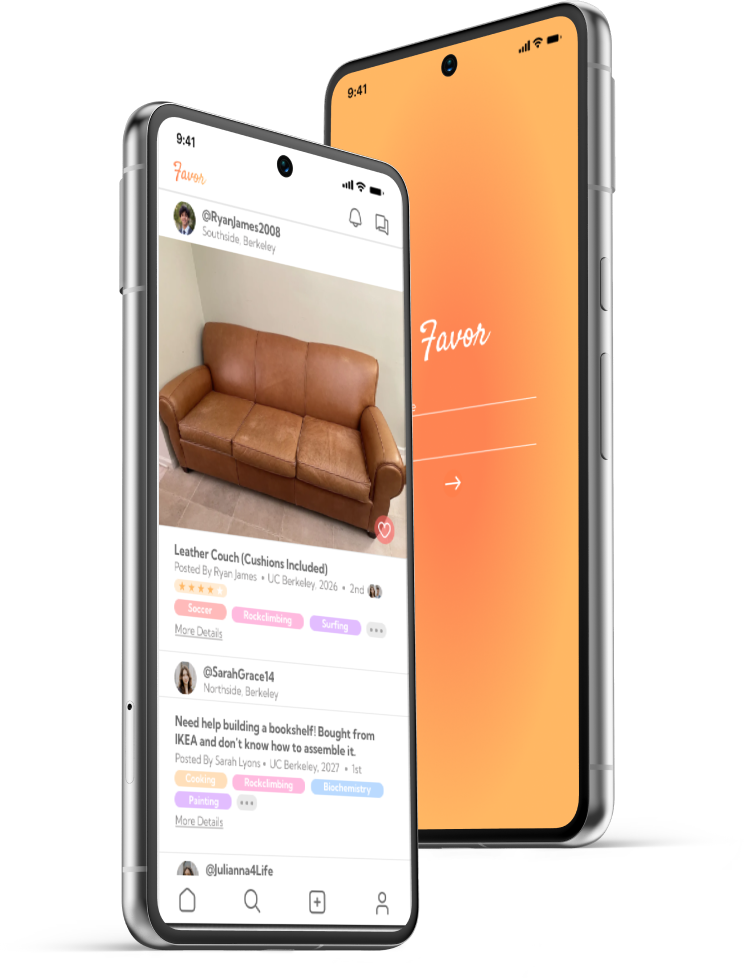 9:41
Favor
@RyanJames2008
Southside, Berkeley
Leather Couch (Cushions Included)
Posted By Ryan James • UC Berkeley, 2026 • 2nd
Soccer
Rockclimbing
Surfing
More Details
@SarahGrace14
Northside, Berkeley
Need help building a bookshelf! Bought from
IKEA and don't know how to assemble it.
Posted By Sarah Lyons • UC Berkeley, 2027 • 1st
Cooking
Rockclimbing
Biochemistry
Painting
More Details
@Julianna4Life
9:41
Favor